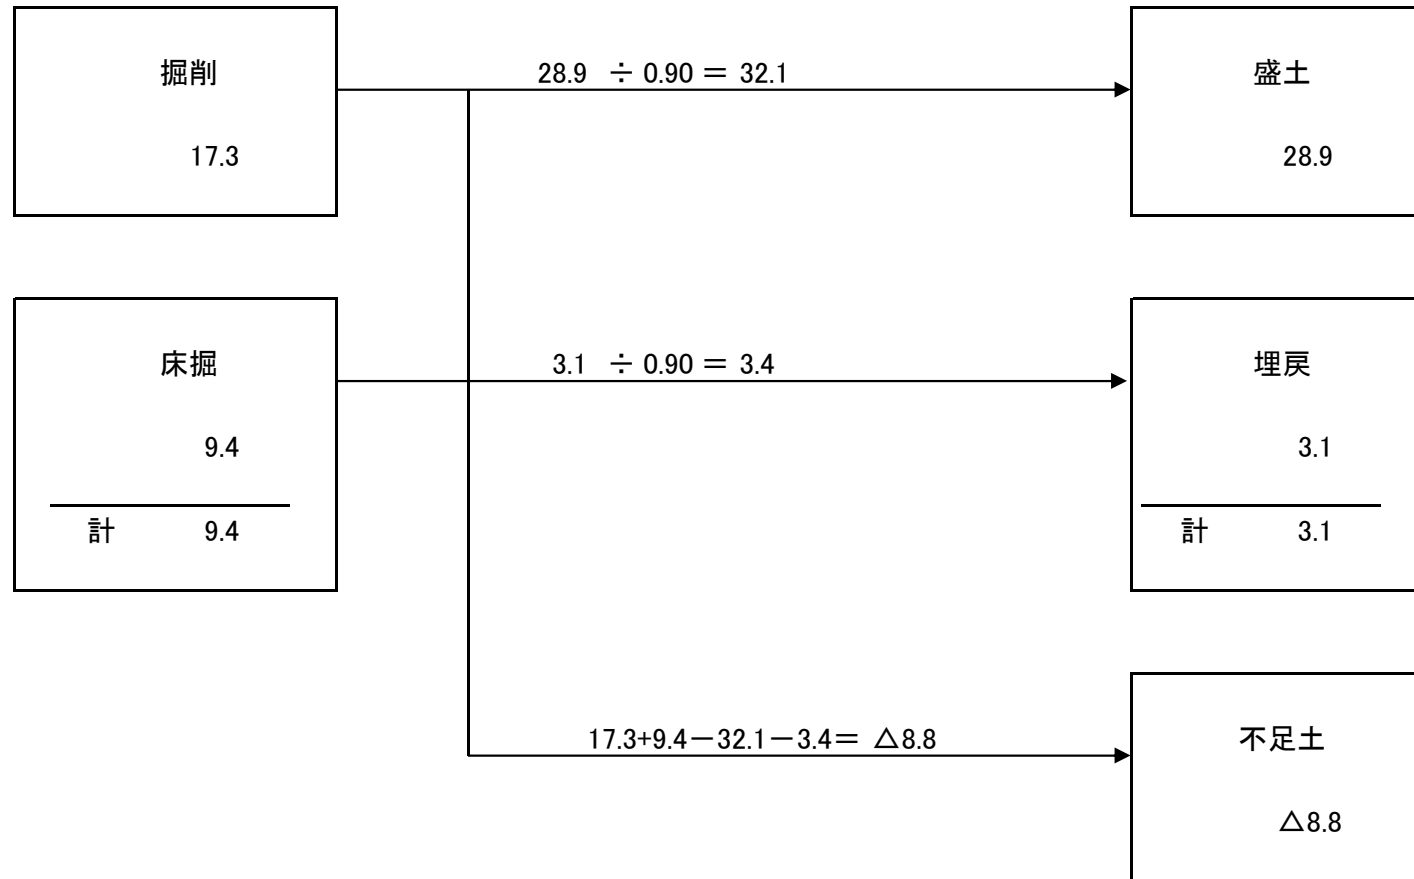 掘削
28.9 ÷ 0.90 = 32.1
盛土
17.3
28.9
床掘
3.1 ÷ 0.90 = 3.4
埋戻
9.4
3.1
計 9.4
計 3.1
17.3+9.4-32.1-3.4= △8.8
不足土
△8.8